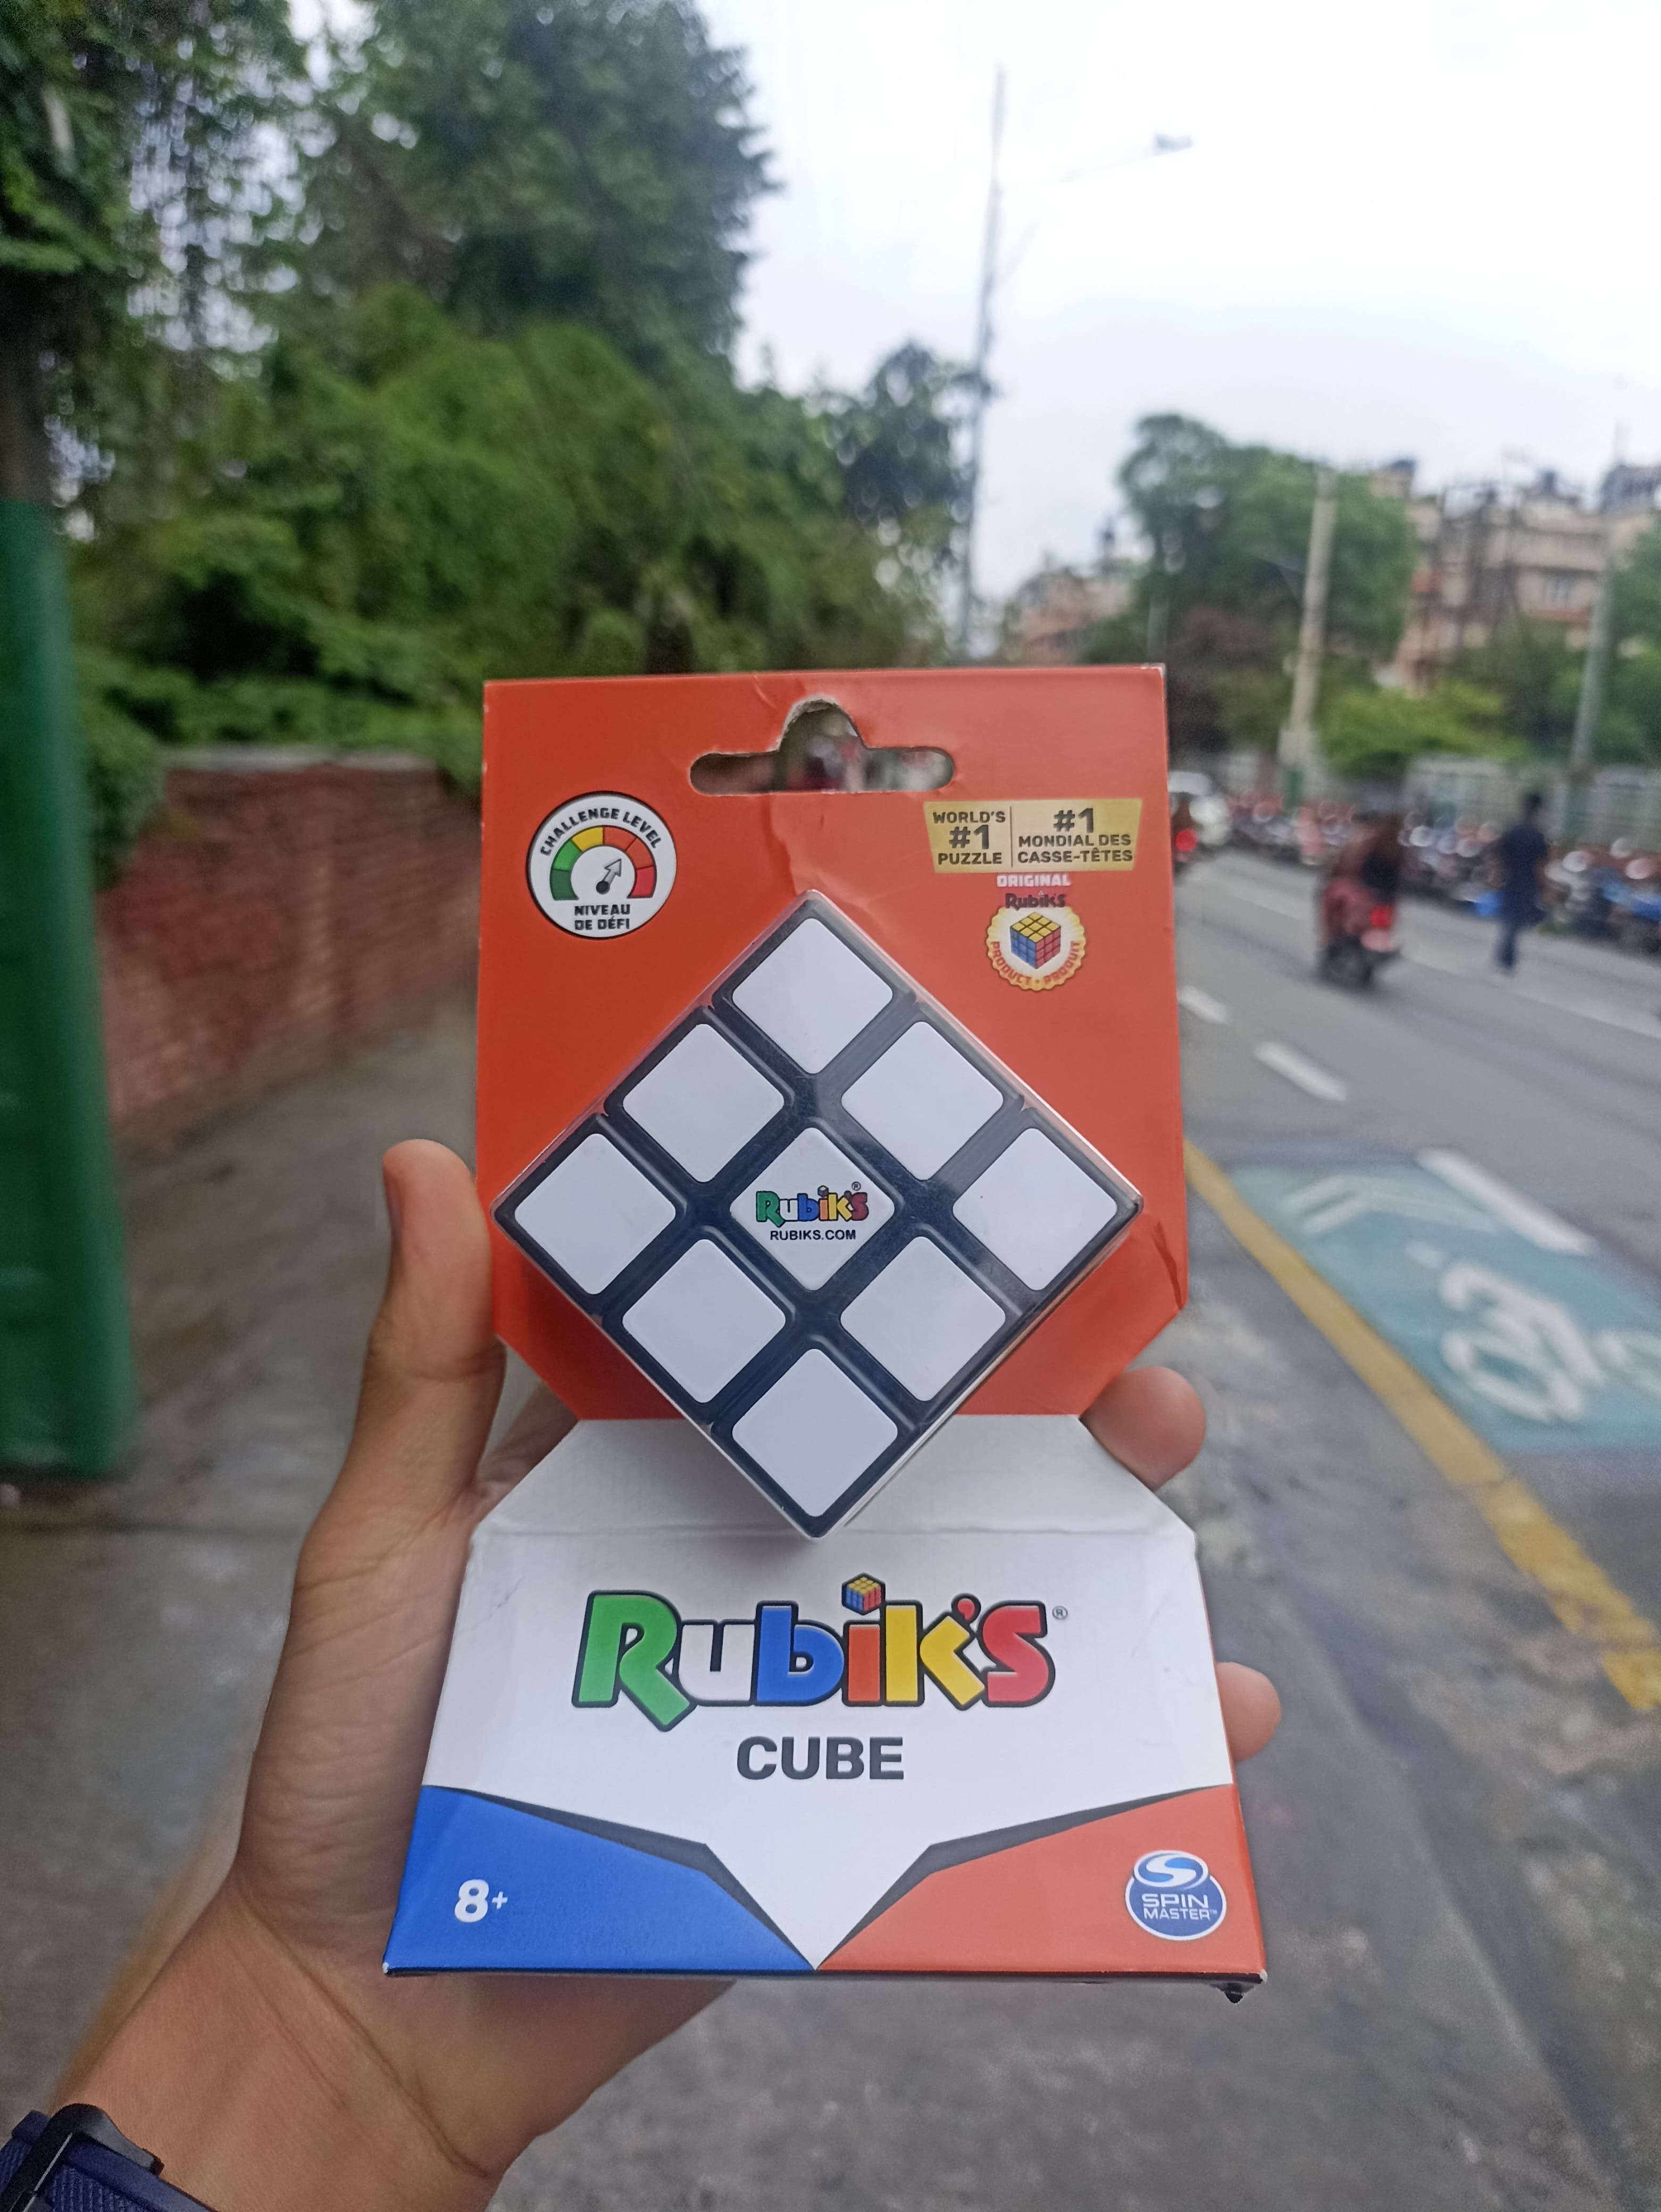 CHALLENGE LEVEL
NIVEAU
DE DÉFI
WORLD'S
#1
PUZZLE
#1
MONDIAL DES
CASSE-TÊTES
ORIGINAL
Rubik's
PRODUCT • PRODUIT
Rubik's®
RUBIKS.COM
Rubik's®
CUBE
8+
SPIN
MASTER™